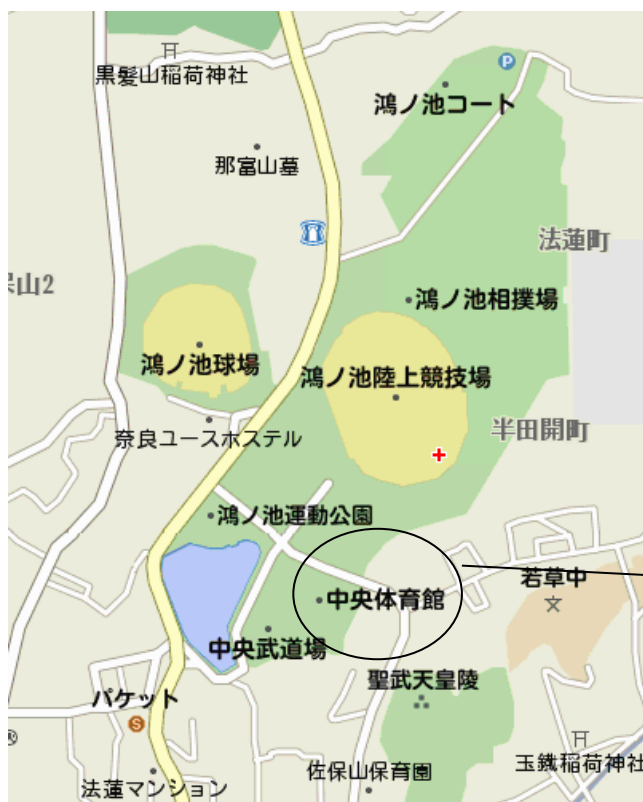 黒髪山稲荷神社
P
鴻ノ池コート
那富山墓
法蓮町
保山2
鴻ノ池相撲場
鴻ノ池球場
鴻ノ池陸上競技場
奈良ユースホステル
半田開町
鴻ノ池運動公園
中央体育館
若草中
中央武道場
聖武天皇陵
パケット
S
玉鉾稲荷神社
佐保山保育園
法蓮マンション